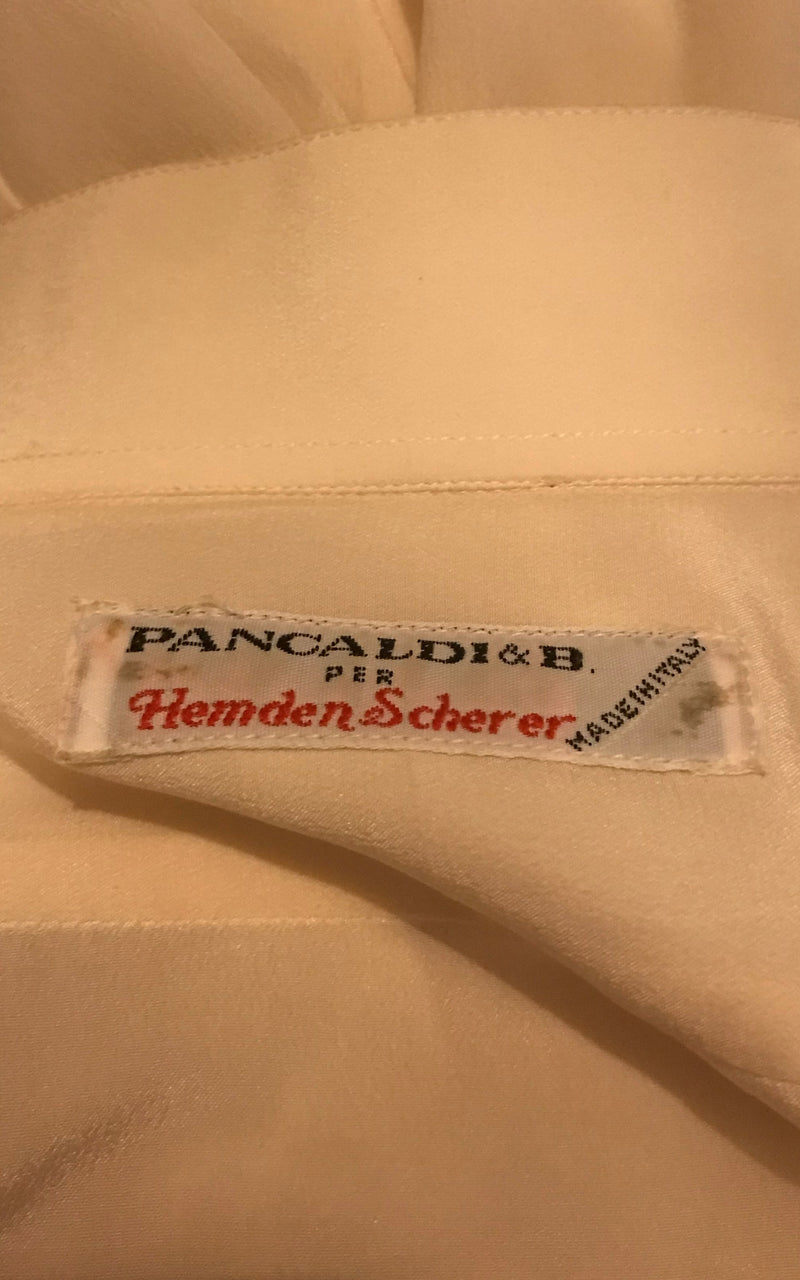 PANCALDI & B.
PER
Hemden Scherer
MADE IN ITALY